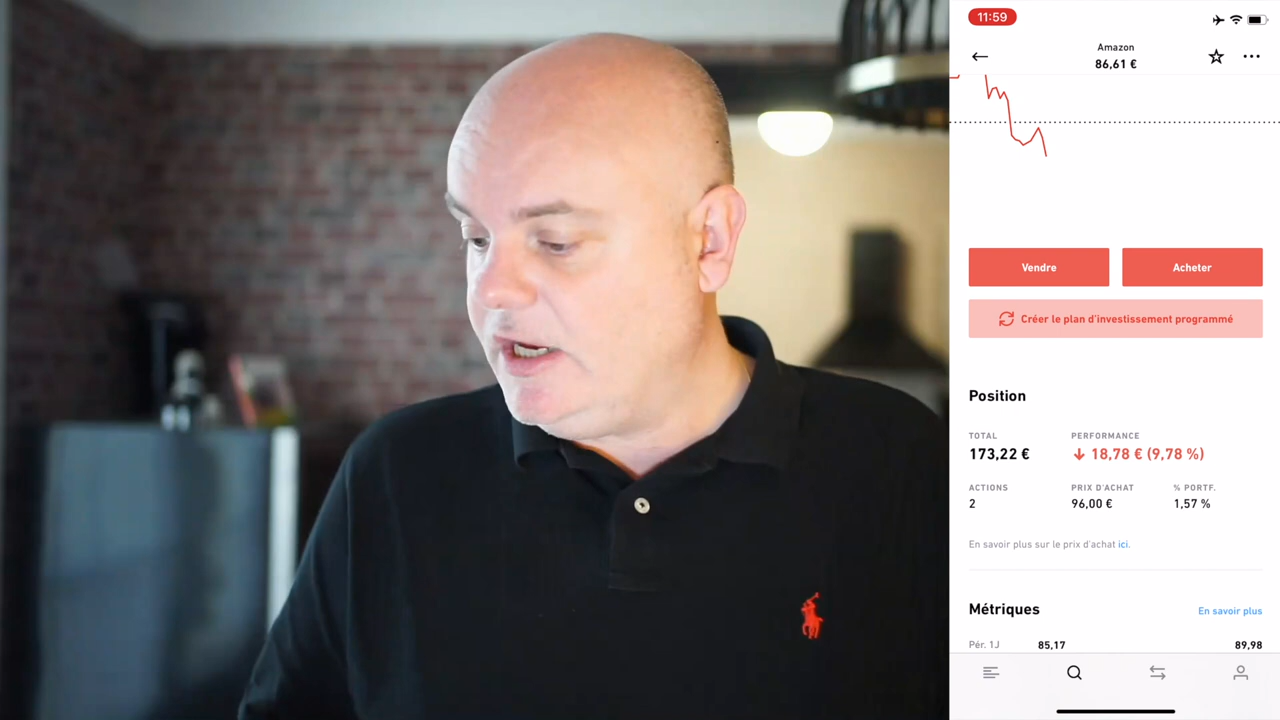 11:59
Amazon
86,61 €
Vendre
Acheter
Créer le plan d'investissement programmé
Position
TOTAL
PERFORMANCE
173,22 €
18,78 € (9,78 %)
ACTIONS
PRIX D'ACHAT
% PORTF.
2
96,00 €
1,57 %
En savoir plus sur le prix d'achat ici.
Métriques
En savoir plus
Pér. 1J
85,17
89,98